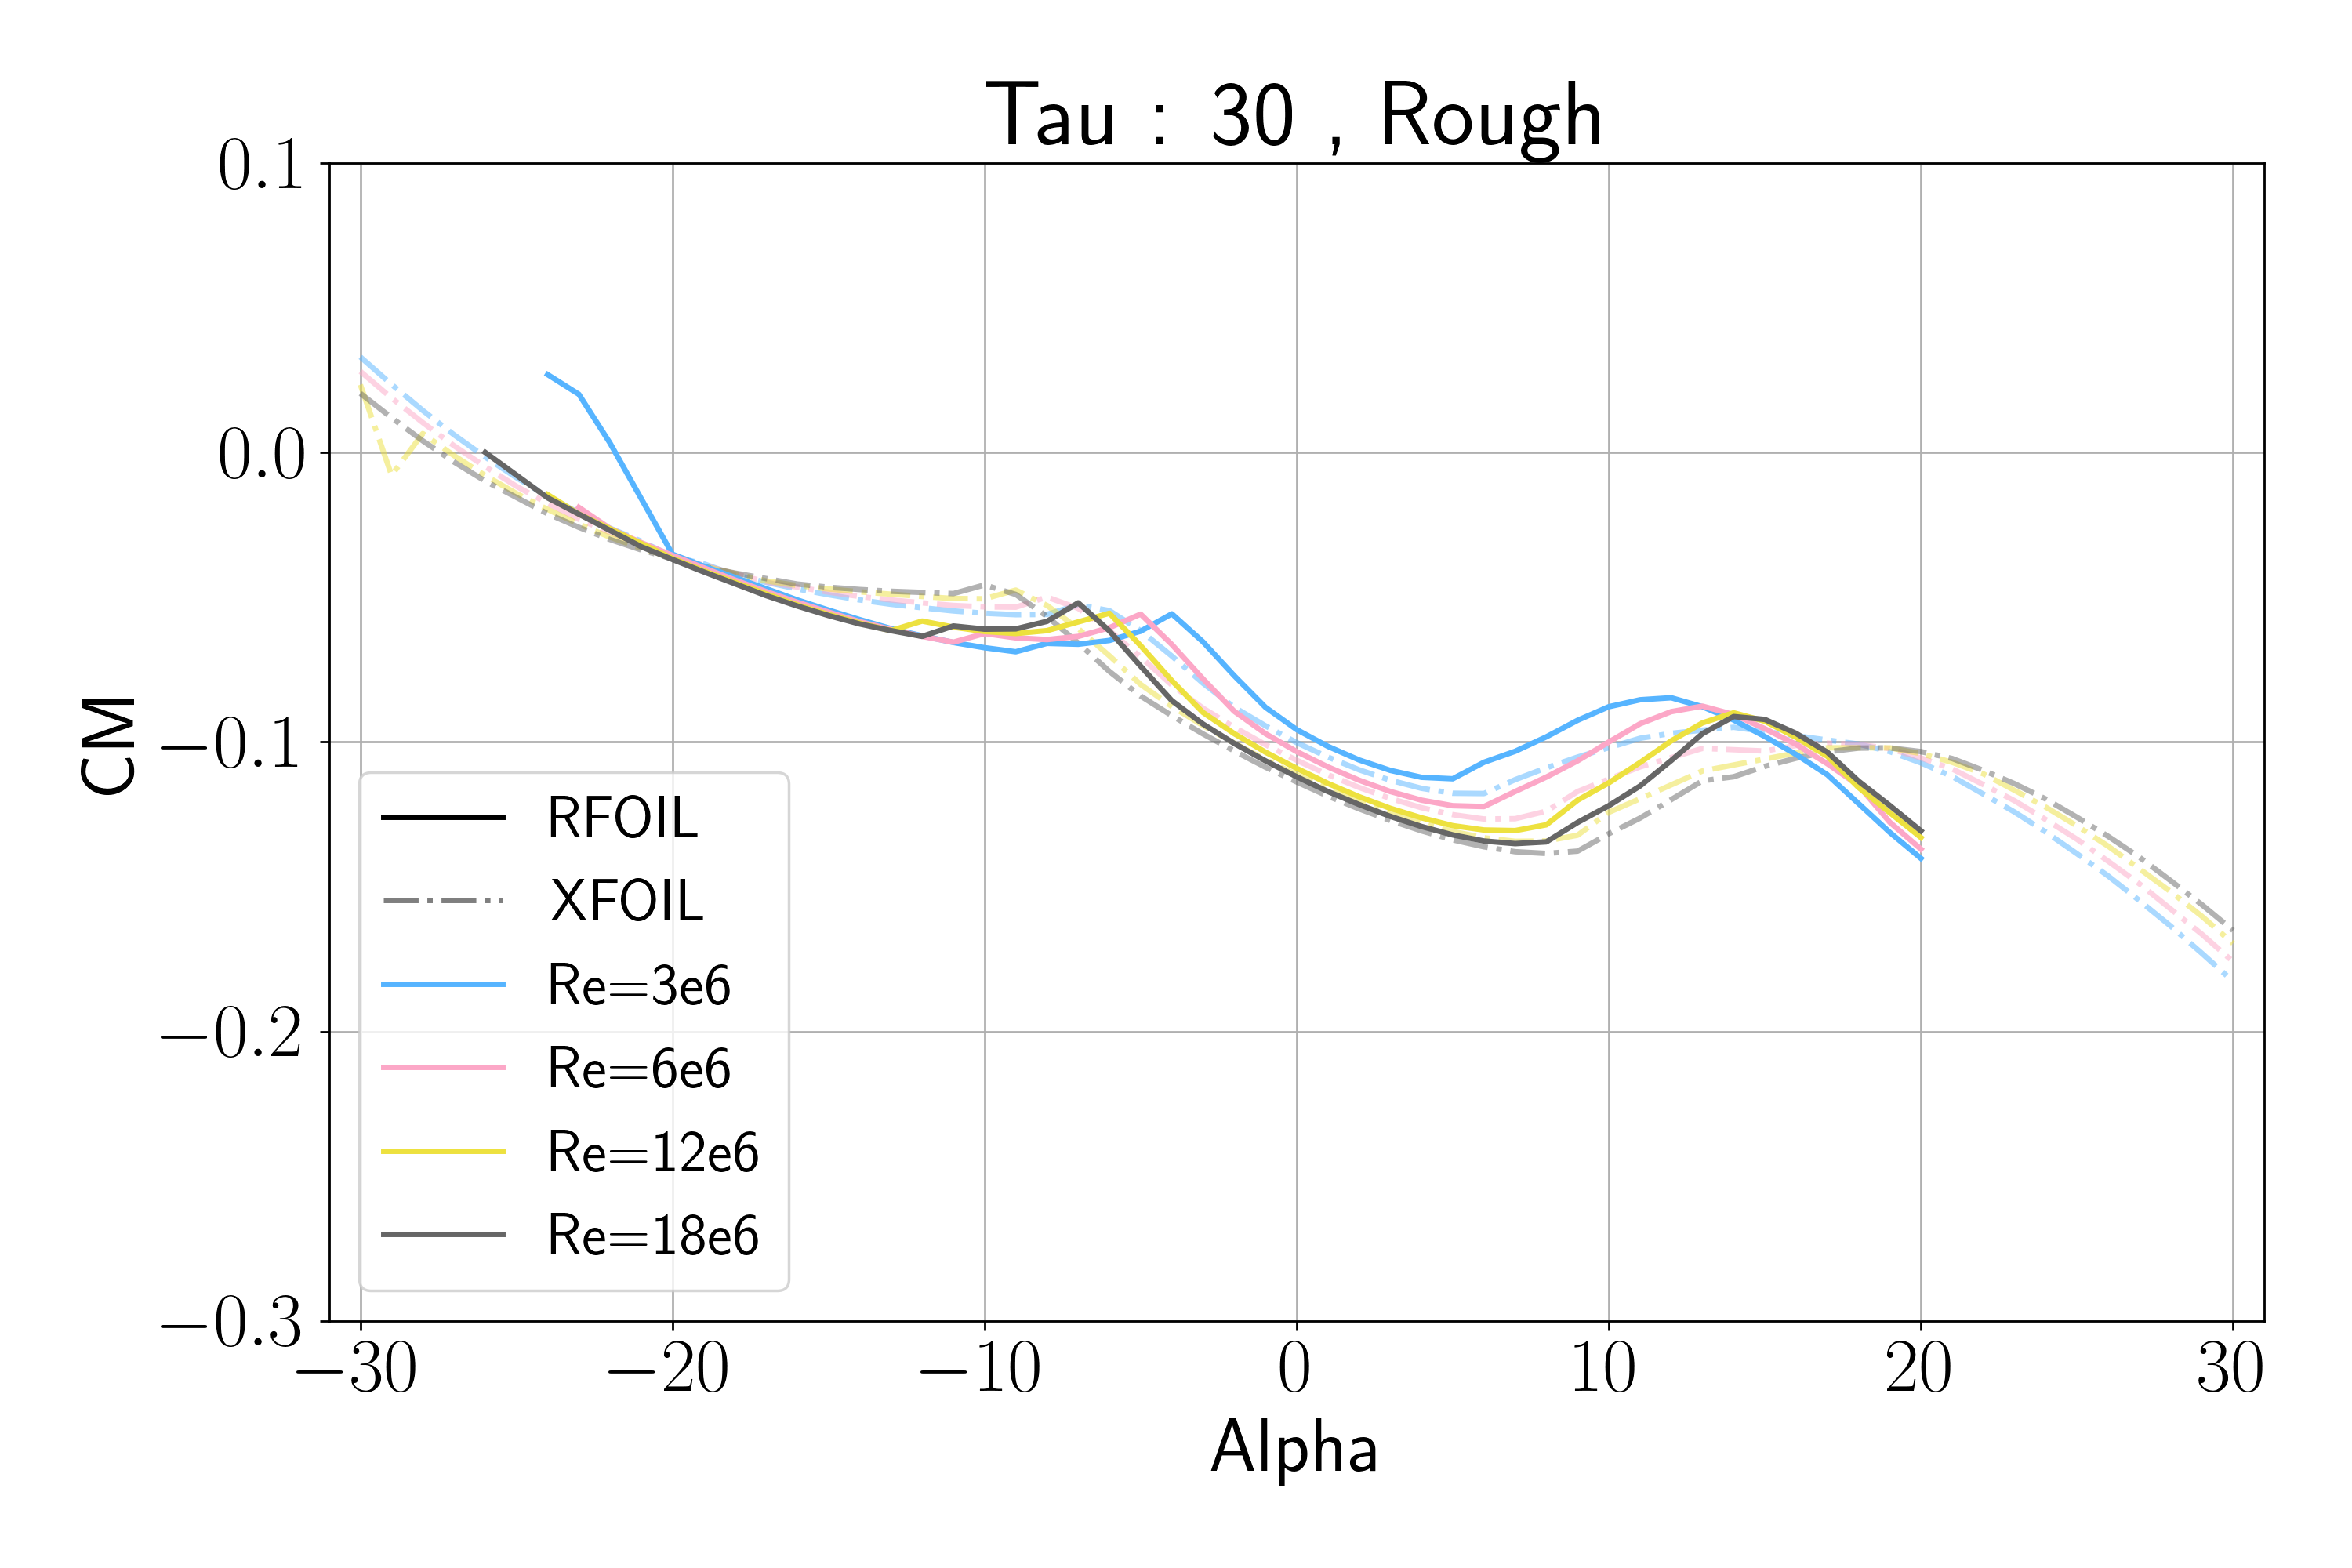 Tau : 30 , Rough
0.1
0.0
−0.1
−0.2
−0.3
CM
RFOIL
XFOIL
Re=3e6
Re=6e6
Re=12e6
Re=18e6
−30 −20 −10 0 10 20 30
Alpha